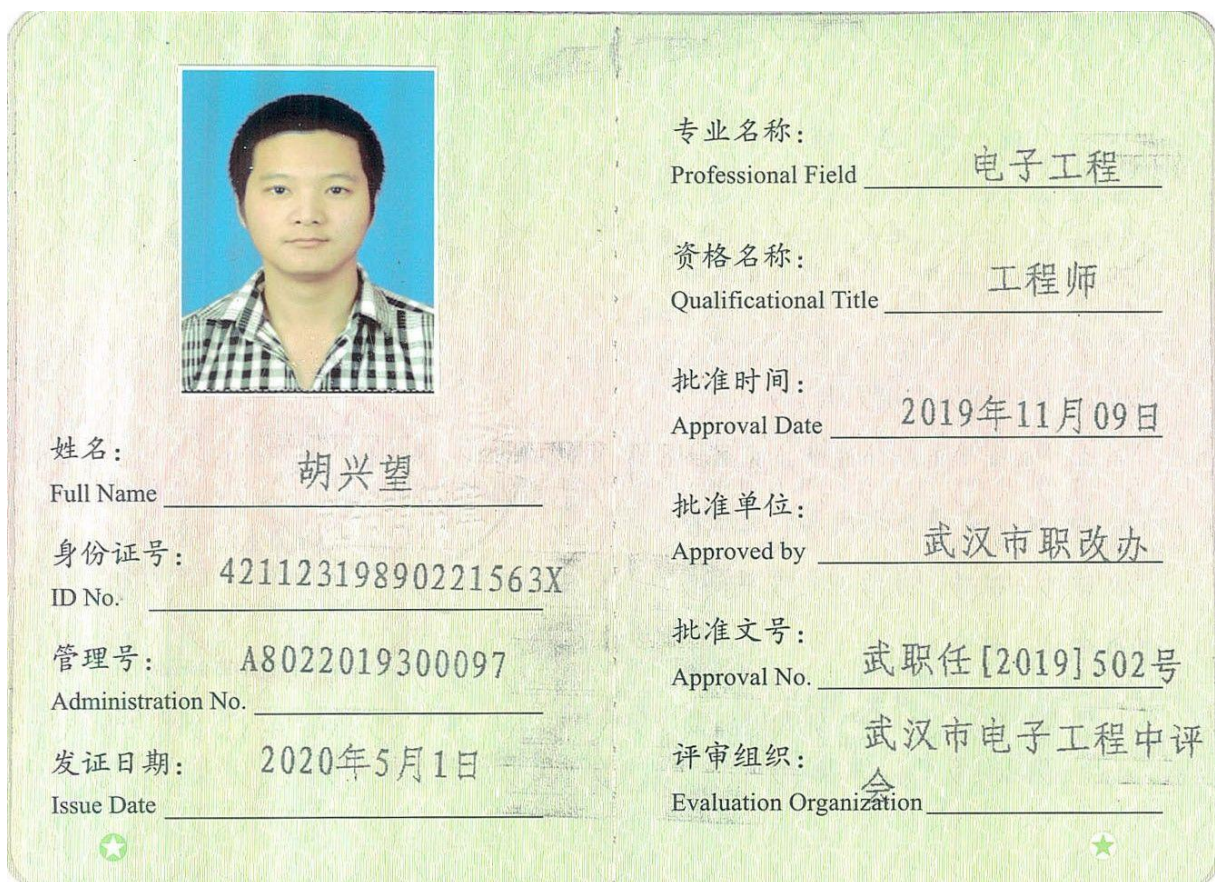 姓名：
胡兴望
Full Name
身份证号：
42112319890221563X
ID No.
管理号：
A8022019300097
Administration No.
发证日期：
2020年5月1日
Issue Date
专业名称：
电子工程
Professional Field
资格名称：
工程师
Qualificational Title
批准时间：
2019年11月09日
Approval Date
批准单位：
武汉市职改办
Approved by
批准文号：
武职任[2019]502号
Approval No.
评审组织：
武汉市电子工程中评
会
Evaluation Organization